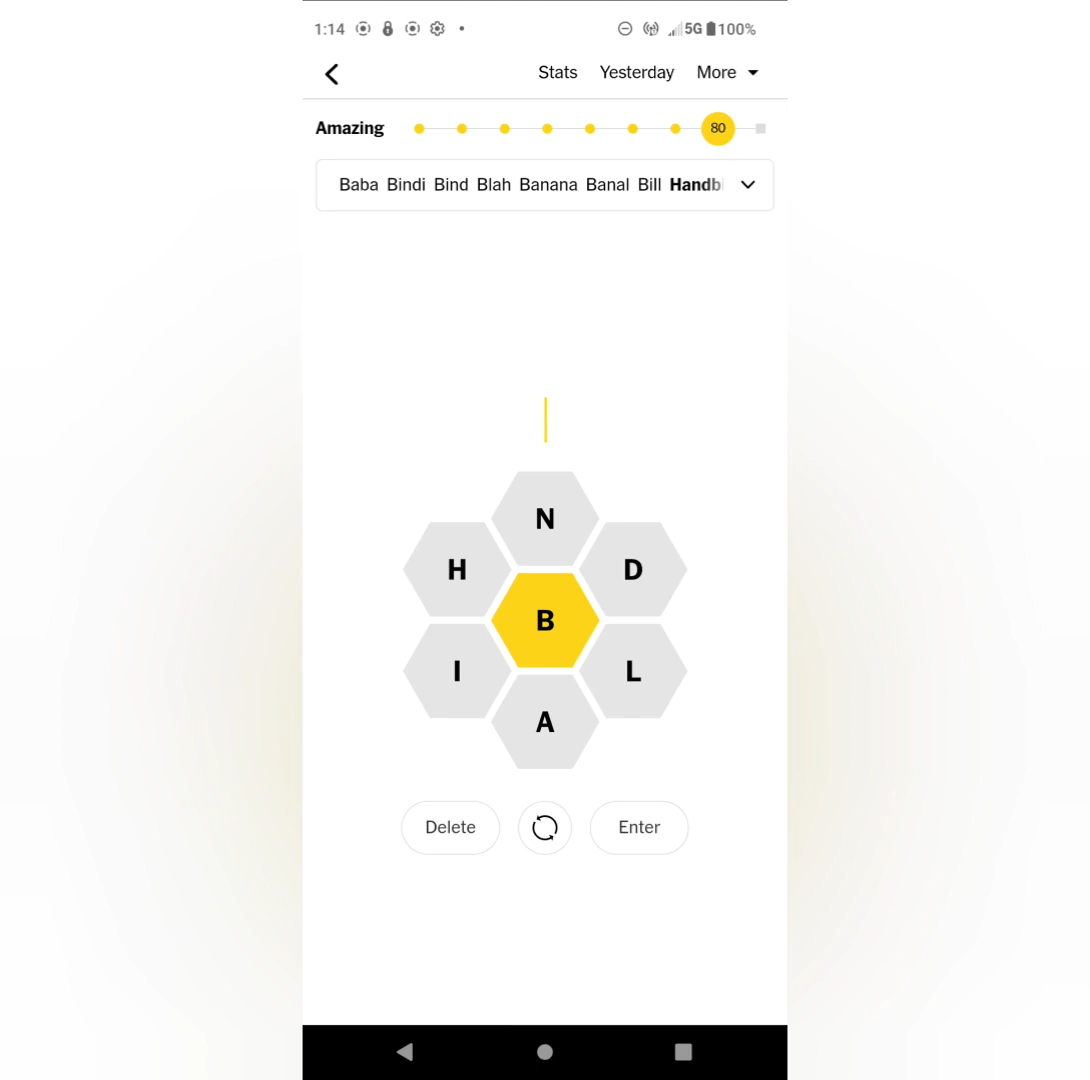 1:14 5G 100%
Stats Yesterday More
Amazing 80
Baba Bindi Bind Blah Banana Banal Bill Handb
N
H D
B
I L
A
Delete Enter